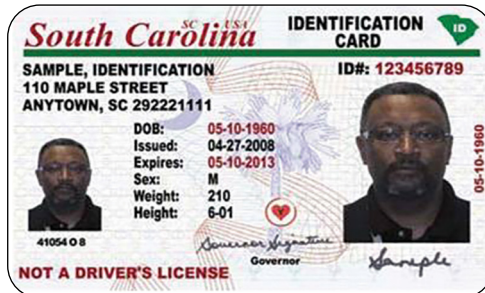 South Carolina
SC USA
IDENTIFICATION
CARD
ID
SAMPLE, IDENTIFICATION
110 MAPLE STREET
ANYTOWN, SC 292221111
ID#: 123456789
DOB: 05-10-1960
Issued: 04-27-2008
Expires: 05-10-2013
Sex: M
Weight: 210
Height: 6-01
05-10-1960
41054 O 8
Governor Signature
Governor
Sample
NOT A DRIVER'S LICENSE